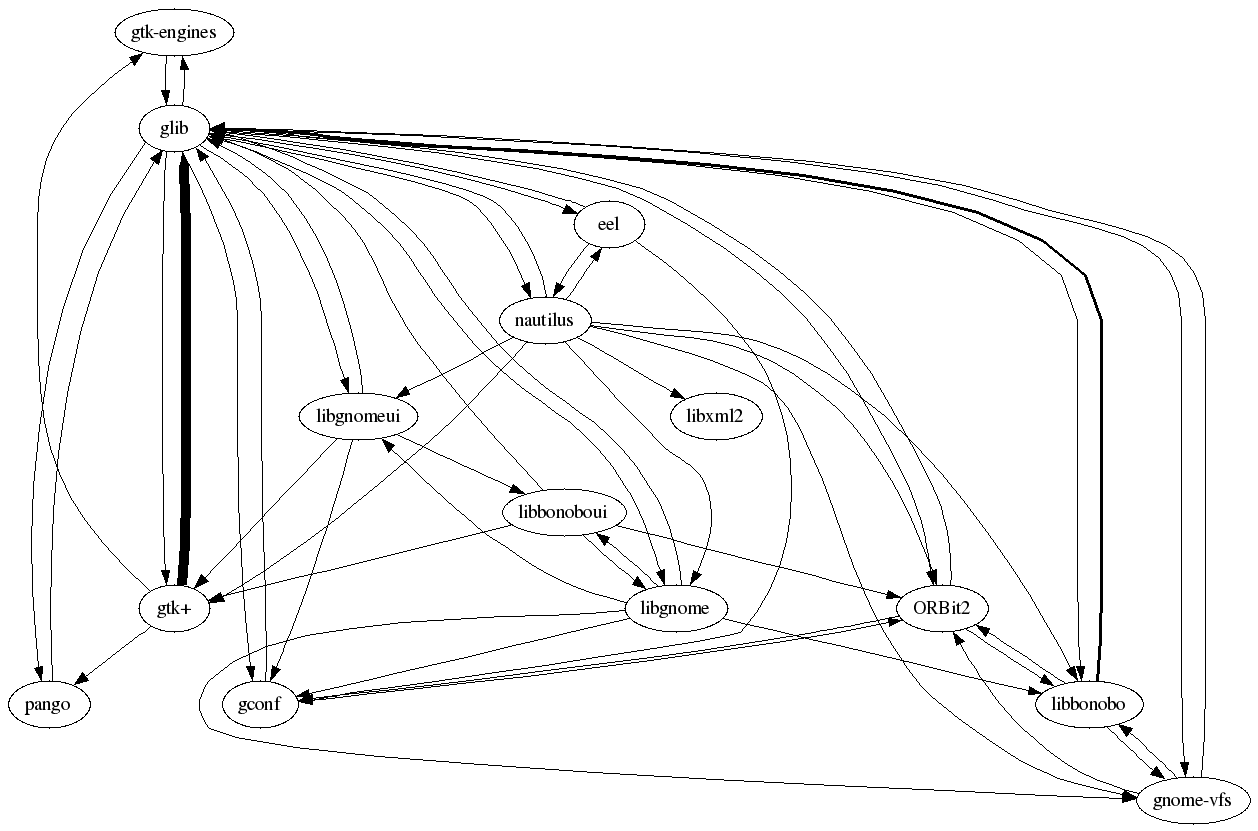 gtk-engines
glib
eel
nautilus
libgnomeui
libxml2
libbonoboui
gtk+
libgnome
ORBit2
pango
gconf
libbonobo
gnome-vfs